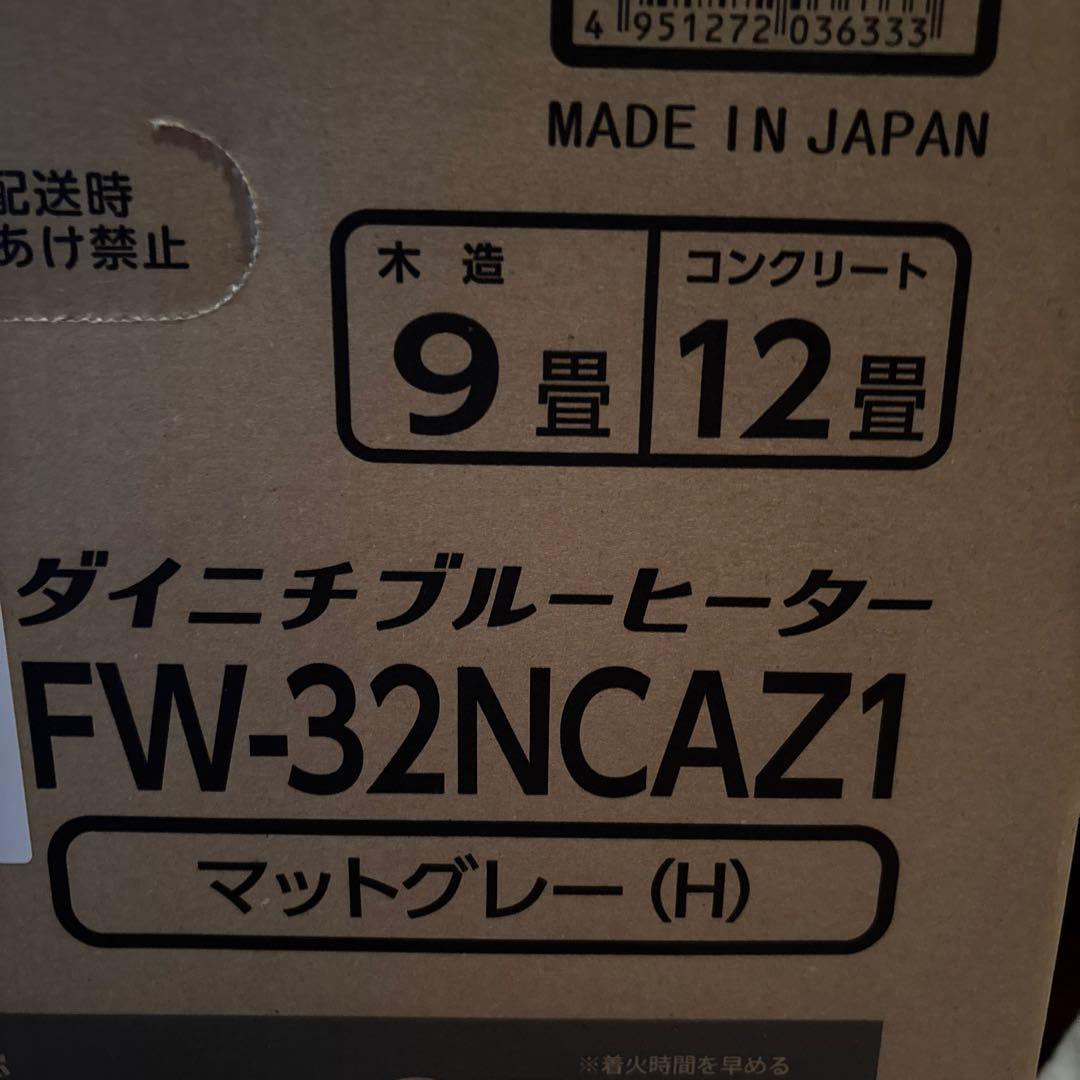 4 951272 036333
MADE IN JAPAN
配送時
あけ禁止
木造 コンクリート
9畳 12畳
ダイニチブルーヒーター
FW-32NCAZ1
マットグレー(H)
※着火時間を早める